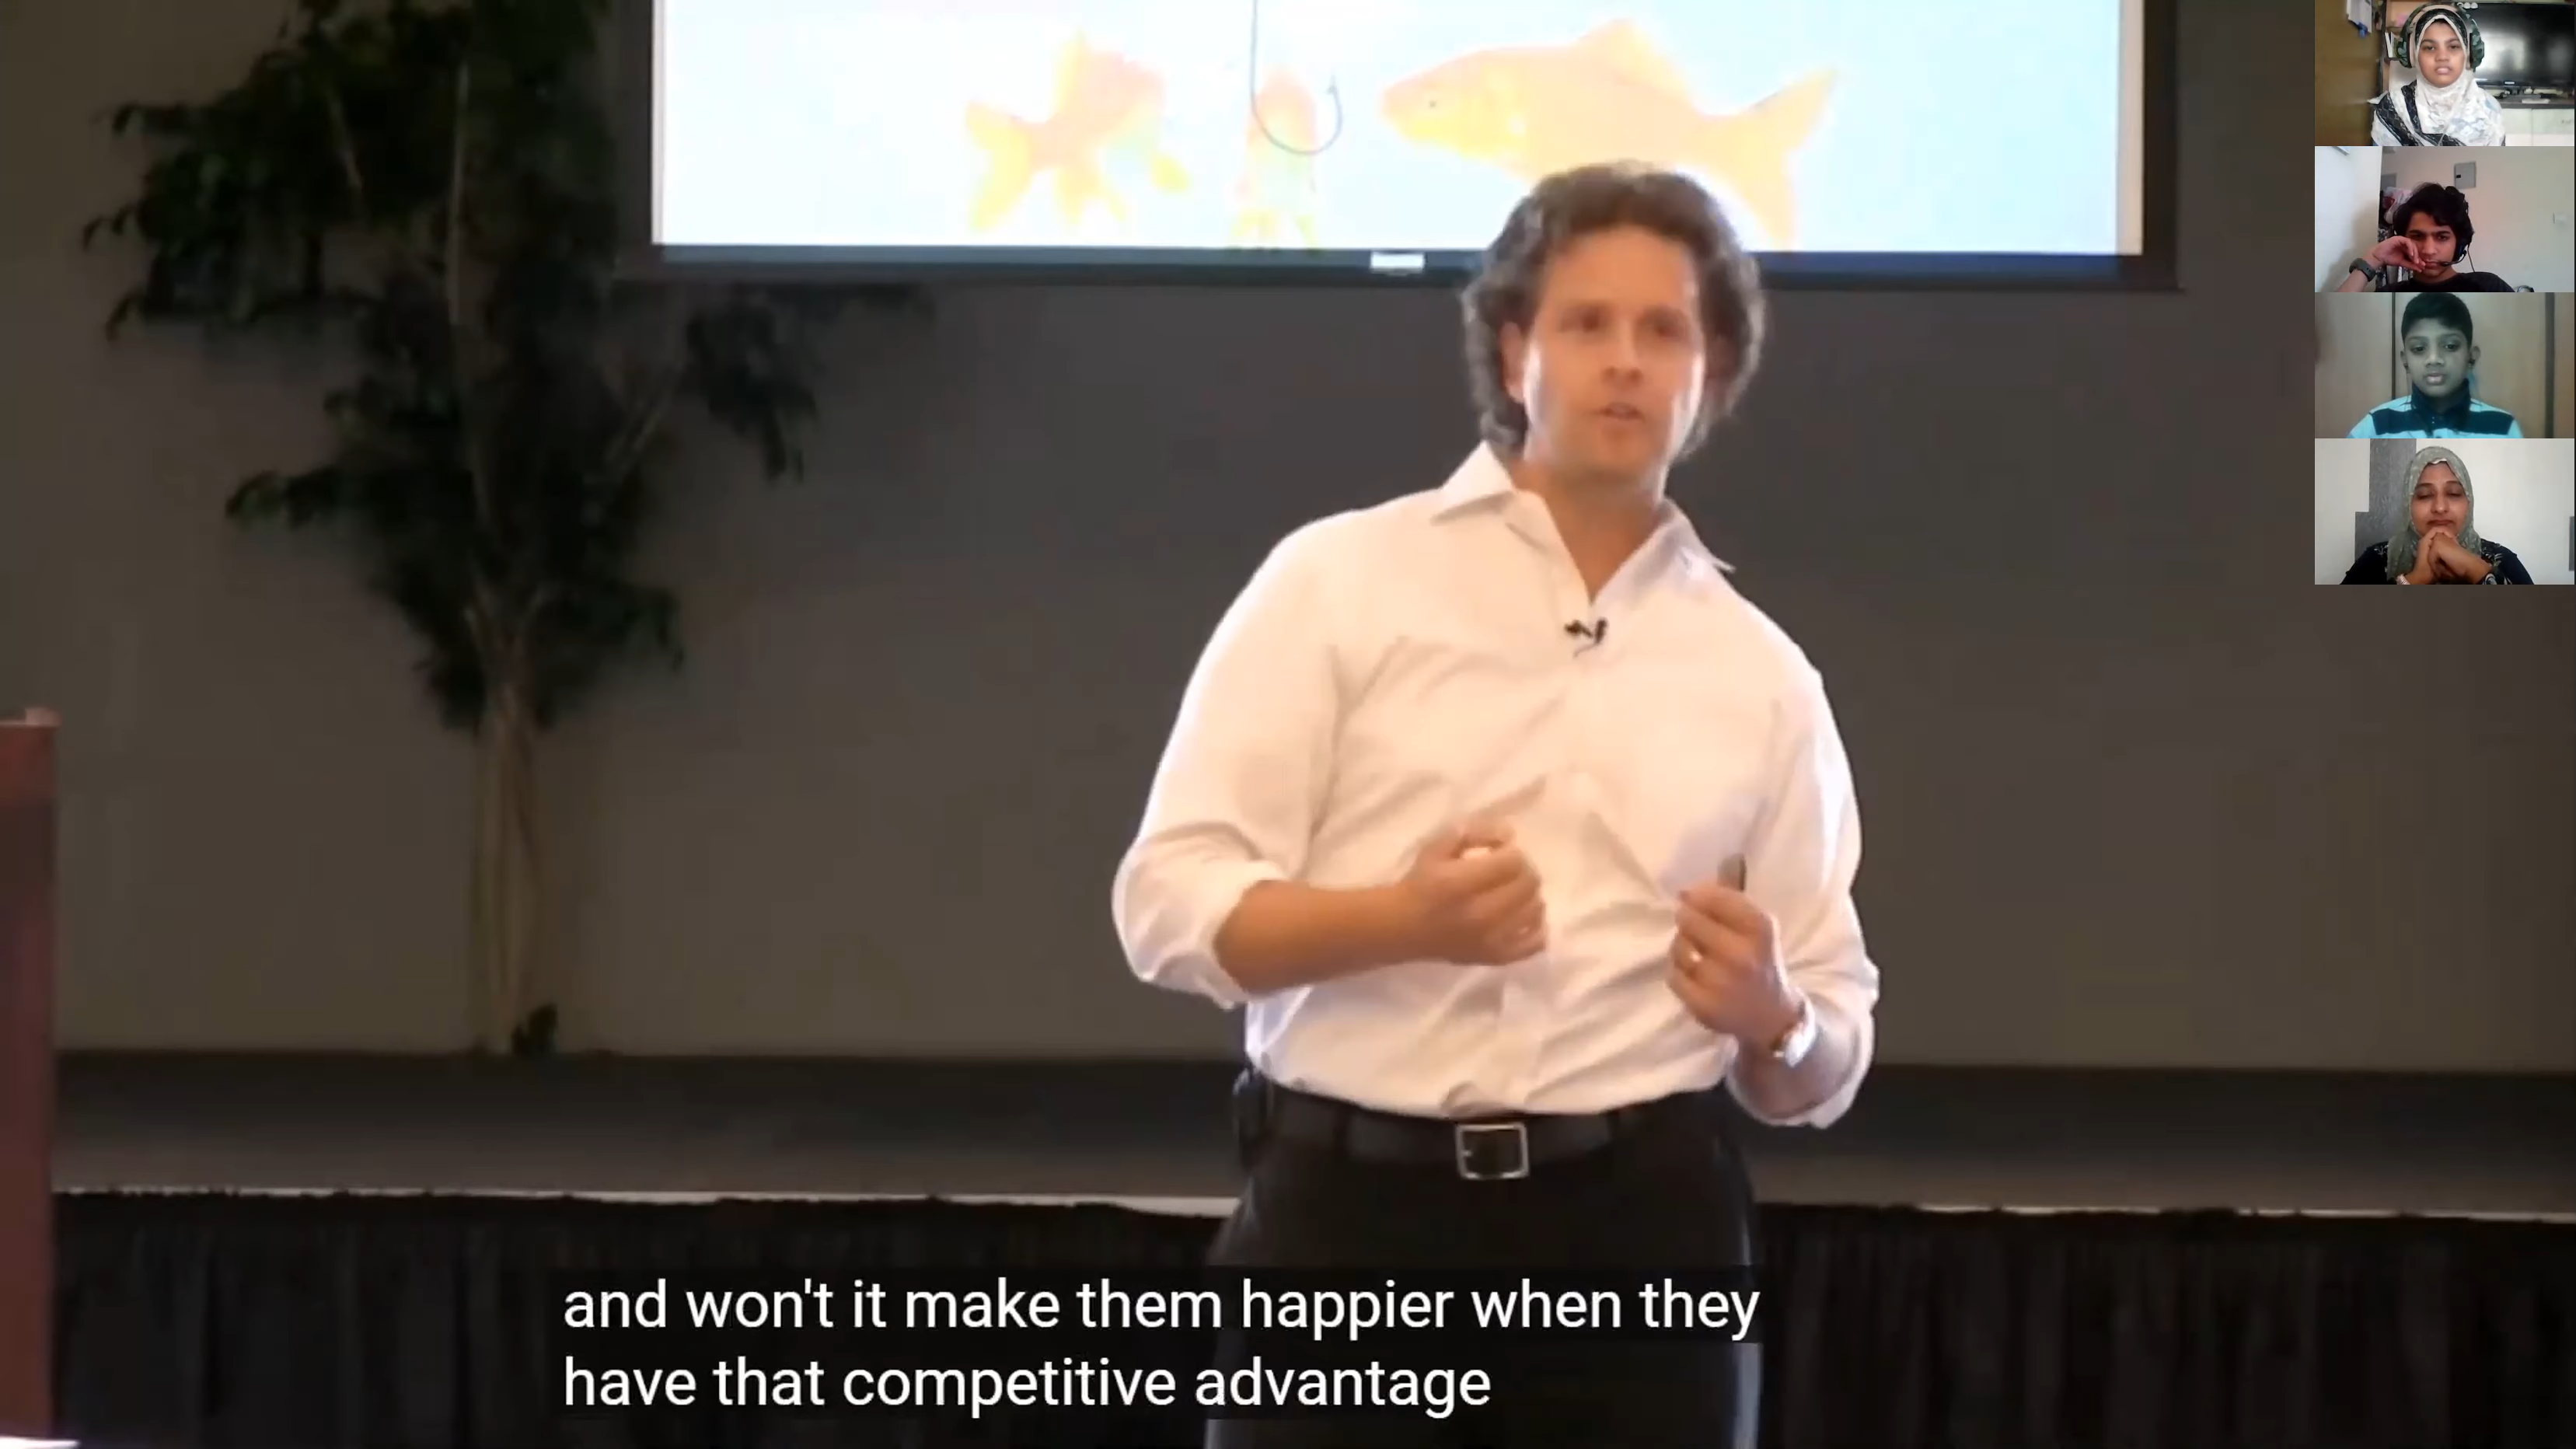 and won't it make them happier when they
have that competitive advantage